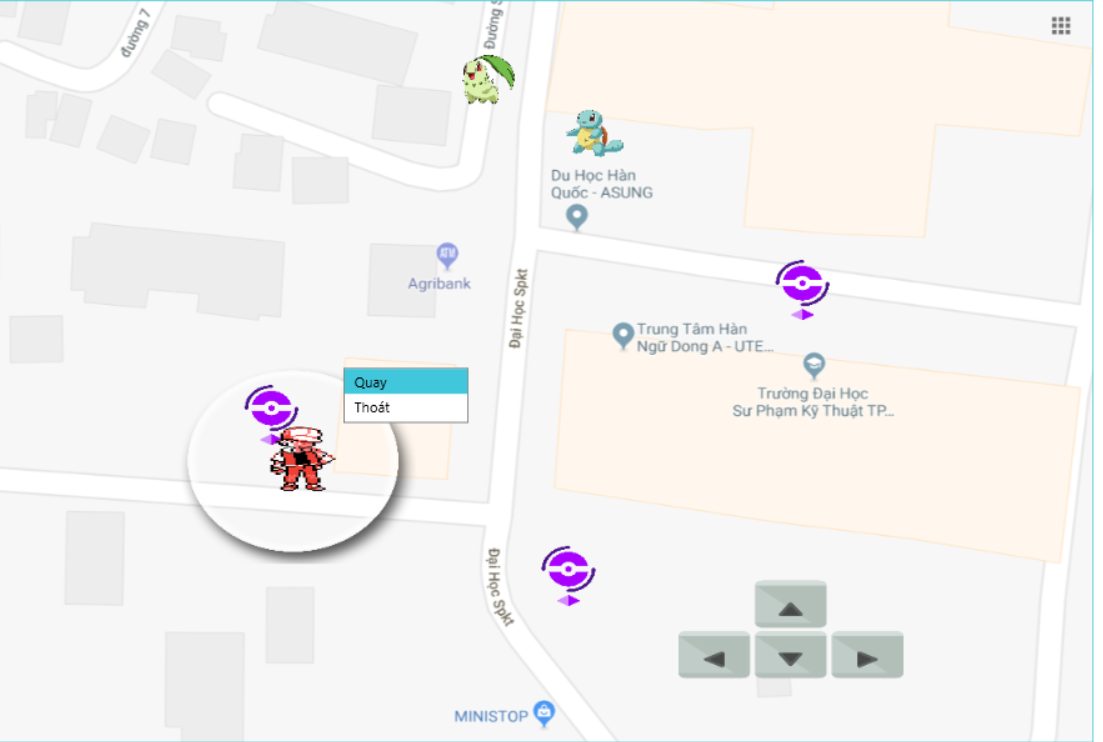 đường 7
Đường S
Du Học Hàn
Quốc - ASUNG
ATM
Agribank
Đại Học Spkt
Trung Tâm Hàn
Ngữ Dong A - UTE...
Trường Đại Học
Sư Phạm Kỹ Thuật TP...
Quay
Thoát
Đại Học Spkt
MINISTOP